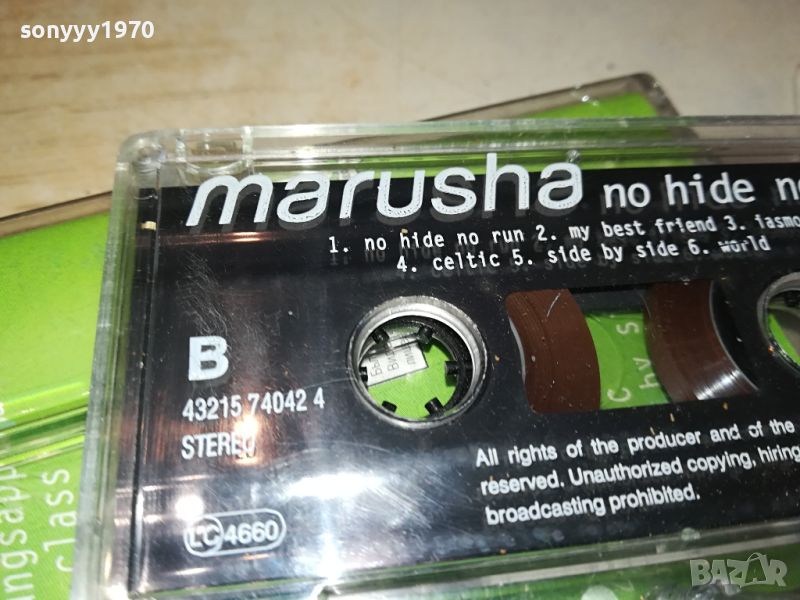 sonyyy1970
marusha no hide
1. no hide no run 2. my best friend 3.
4. celtic 5. side by side 6. world
B
43215 74042 4
STEREO
LC 4660
All rights of the producer and of the
reserved. Unauthorized copying, hiring
broadcasting prohibited.
class
BAZAR